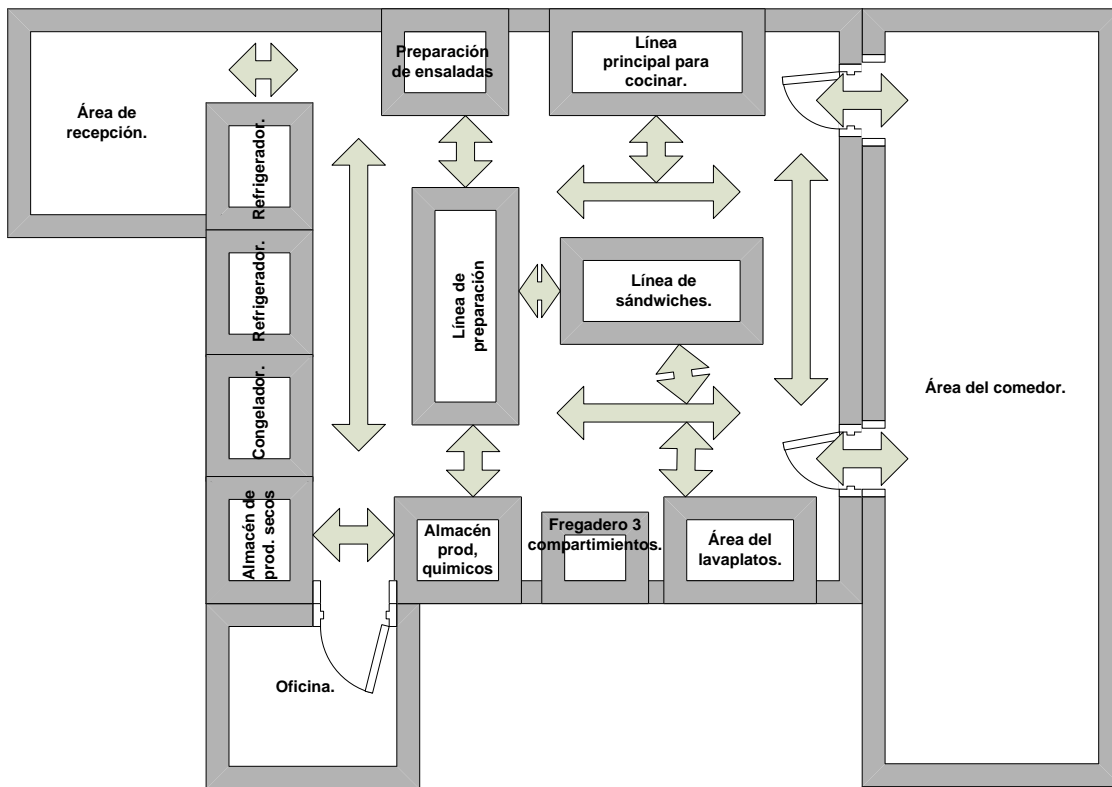 Preparación
de ensaladas
Línea
principal para
cocinar.
Área de
recepción.
Refrigerador.
Refrigerador.
Línea de
preparación
Línea de
sándwiches.
Área del comedor.
Congelador.
Almacén de
prod. secos
Almacén
prod,
quimicos
Fregadero 3
compartimientos.
Área del
lavaplatos.
Oficina.